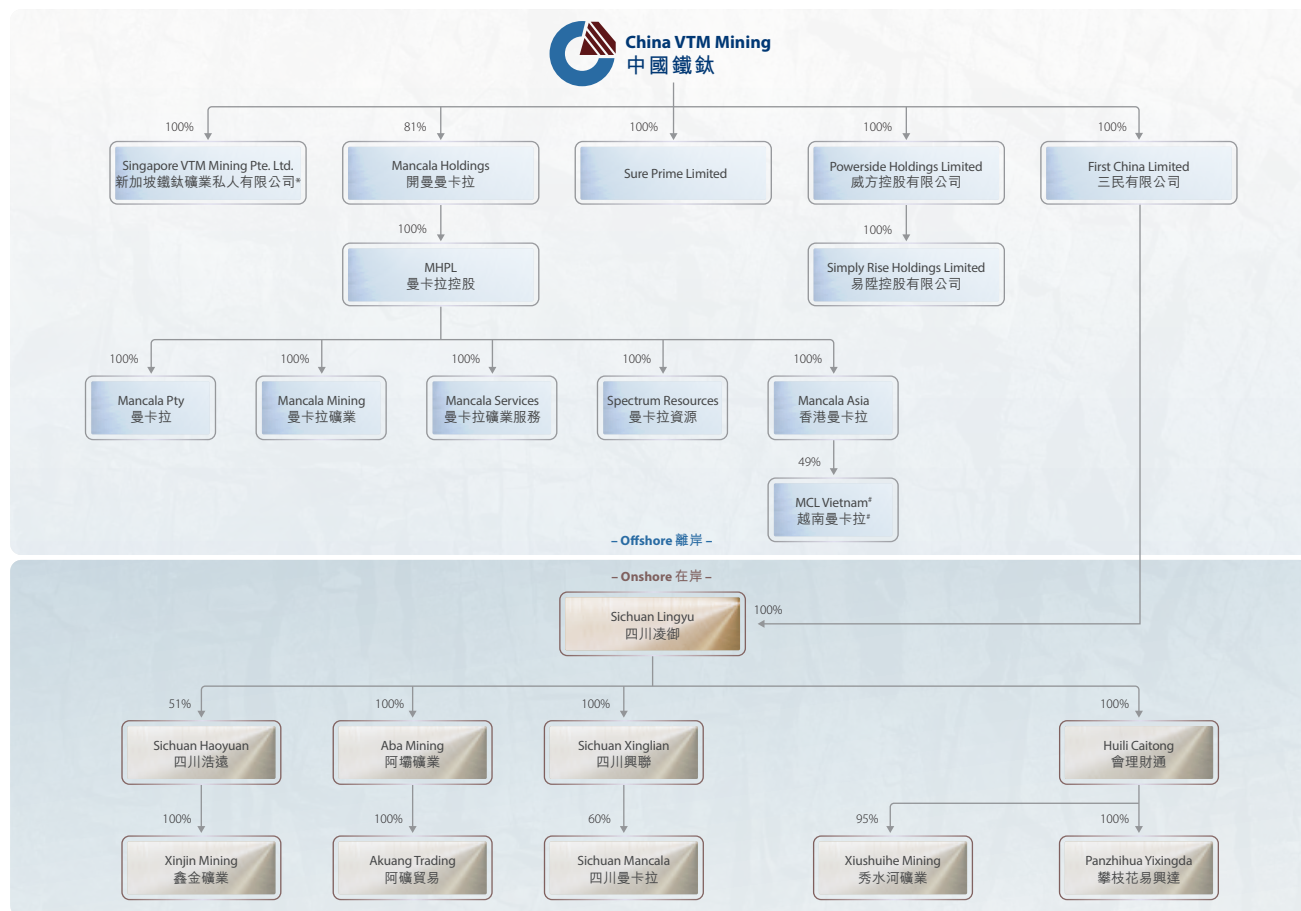 China VTM Mining
中國鐵鈦
100%
81%
100%
100%
100%
Singapore VTM Mining Pte. Ltd.
新加坡鐵鈦礦業私人有限公司*
Mancala Holdings
開曼曼卡拉
Sure Prime Limited
Powerside Holdings Limited
威方控股有限公司
First China Limited
三民有限公司
100%
100%
MHPL
曼卡拉控股
Simply Rise Holdings Limited
易陞控股有限公司
100%
100%
100%
100%
100%
Mancala Pty
曼卡拉
Mancala Mining
曼卡拉礦業
Mancala Services
曼卡拉礦業服務
Spectrum Resources
曼卡拉資源
Mancala Asia
香港曼卡拉
49%
MCL Vietnam#
越南曼卡拉#
– Offshore 離岸 –
– Onshore 在岸 –
Sichuan Lingyu
四川凌御
100%
51%
100%
100%
100%
Sichuan Haoyuan
四川浩遠
Aba Mining
阿壩礦業
Sichuan Xinglian
四川興聯
Huili Caitong
會理財通
100%
100%
60%
95%
100%
Xinjin Mining
鑫金礦業
Akuang Trading
阿礦貿易
Sichuan Mancala
四川曼卡拉
Xiushuihe Mining
秀水河礦業
Panzhihua Yixingda
攀枝花易興達